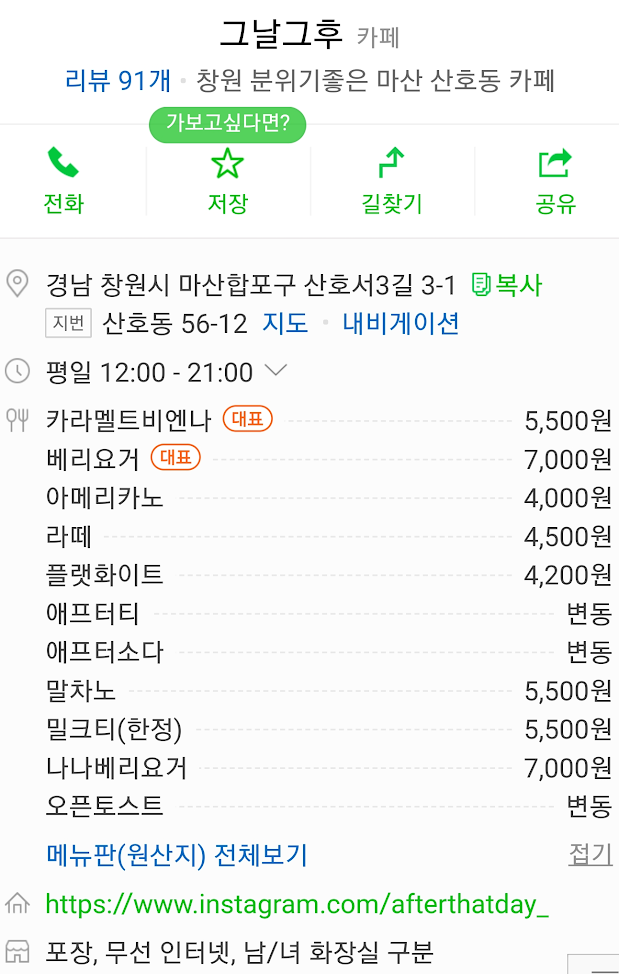 그날그후 카페
리뷰 91개 · 창원 분위기좋은 마산 산호동 카페
가보고싶다면?
전화 저장 길찾기 공유
경남 창원시 마산합포구 산호서3길 3-1 복사
지번 산호동 56-12 지도 · 내비게이션
평일 12:00 - 21:00
카라멜트비엔나 대표 5,500원
베리요거 대표 7,000원
아메리카노 4,000원
라떼 4,500원
플랫화이트 4,200원
애프터티 변동
애프터소다 변동
말차노 5,500원
밀크티(한정) 5,500원
나나베리요거 7,000원
오픈토스트 변동
메뉴판(원산지) 전체보기 접기
https://www.instagram.com/afterthatday_
포장, 무선 인터넷, 남/녀 화장실 구분